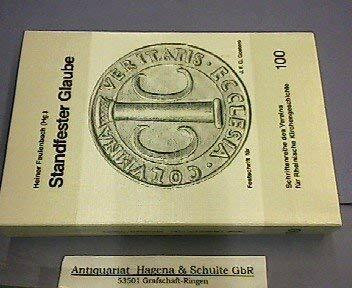 Heiner Faulenbach (Hg.)
Standfester Glaube
COLUMNA · VERITATIS · ECCLESIA ·
Festschrift für
J. F. G. Goeters
Schriftenreihe des Vereins
für Rheinische Kirchengeschichte
100
Antiquariat Hagena & Schulte GbR
53501 Grafschaft-Ringen